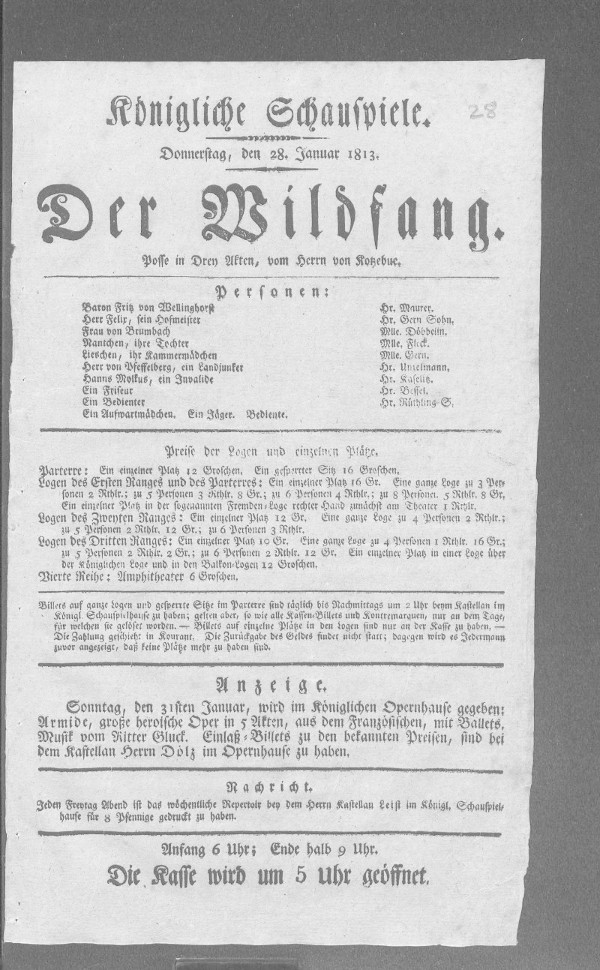 28
Königliche Schauspiele.
Donnerstag, den 28. Januar 1813.
Der Wildfang.
Posse in Drey Akten, vom Herrn von Kotzebue.
Personen:
Baron Fritz von Wellinghorst Hr. Maurer.
Herr Felix, sein Hofmeister Hr. Gern Sohn.
Frau von Brumbach Mlle. Döbbelin.
Nantchen, ihre Tochter Mlle. Fleck.
Lieschen, ihr Kammermädchen Mlle. Gern.
Herr von Pfeffelberg, ein Landjunker Hr. Unzelmann.
Hanns Molkus, ein Invalide Hr. Kaselitz.
Ein Friseur Hr. Bessel.
Ein Bedienter Hr. Rüthling-S.
Ein Aufwartmädchen. Ein Jäger. Bediente.
Preise der Logen und einzelnen Plätze.
Parterre: Ein einzelner Platz 12 Groschen. Ein gesperrter Sitz 16 Groschen.
Logen des Ersten Ranges und des Parterres: Ein einzelner Platz 16 Gr. Eine ganze Loge zu 3 Per-
sonen 2 Rthlr.; zu 5 Personen 3 Rthlr. 8 Gr.; zu 6 Personen 4 Rthlr.; zu 8 Personen 5 Rthlr. 8 Gr.
Ein einzelner Platz in der sogenannten Fremden-Loge rechter Hand zunächst am Theater 1 Rthlr.
Logen des Zweyten Ranges: Ein einzelner Platz 12 Gr. Eine ganze Loge zu 4 Personen 2 Rthlr.;
zu 5 Personen 2 Rthlr. 12 Gr.; zu 6 Personen 3 Rthlr.
Logen des Dritten Ranges: Ein einzelner Platz 10 Gr. Eine ganze Loge zu 4 Personen 1 Rthlr. 16 Gr.;
zu 5 Personen 2 Rthlr. 2 Gr.; zu 6 Personen 2 Rthlr. 12 Gr. Ein einzelner Platz in einer Loge über
der Königlichen Loge und in den Balkon-Logen 12 Groschen.
Vierte Reihe: Amphitheater 6 Groschen.
Billets auf ganze Logen und gesperrte Sitze im Parterre sind täglich bis Nachmittags um 2 Uhr beym Kastellan im
Königl. Schauspielhause zu haben; gelten aber, so wie alle Kassen-Billets und Kontremarquen, nur an dem Tage,
für welchen sie gelöset worden. — Billets auf einzelne Plätze in den Logen sind nur an der Kasse zu haben. —
Die Zahlung geschieht in Kourant. Die Zurückgabe des Geldes findet nicht statt; dagegen wird es Jedermann
zuvor angezeigt, daß keine Plätze mehr zu haben sind.
Anzeige.
Sonntag, den 31sten Januar, wird im Königlichen Opernhause gegeben:
Armide, große heroische Oper in 5 Akten, aus dem Französischen, mit Ballets.
Musik vom Ritter Gluck. Einlaß-Billets zu den bekannten Preisen, sind bei
dem Kastellan Herrn Dölz im Opernhause zu haben.
Nachricht.
Jeden Freytag Abend ist das wöchentliche Repertoir bey dem Herrn Kastellan Leist im Königl. Schauspiel-
hause für 8 Pfennige gedruckt zu haben.
Anfang 6 Uhr; Ende halb 9 Uhr.
Die Kasse wird um 5 Uhr geöffnet.